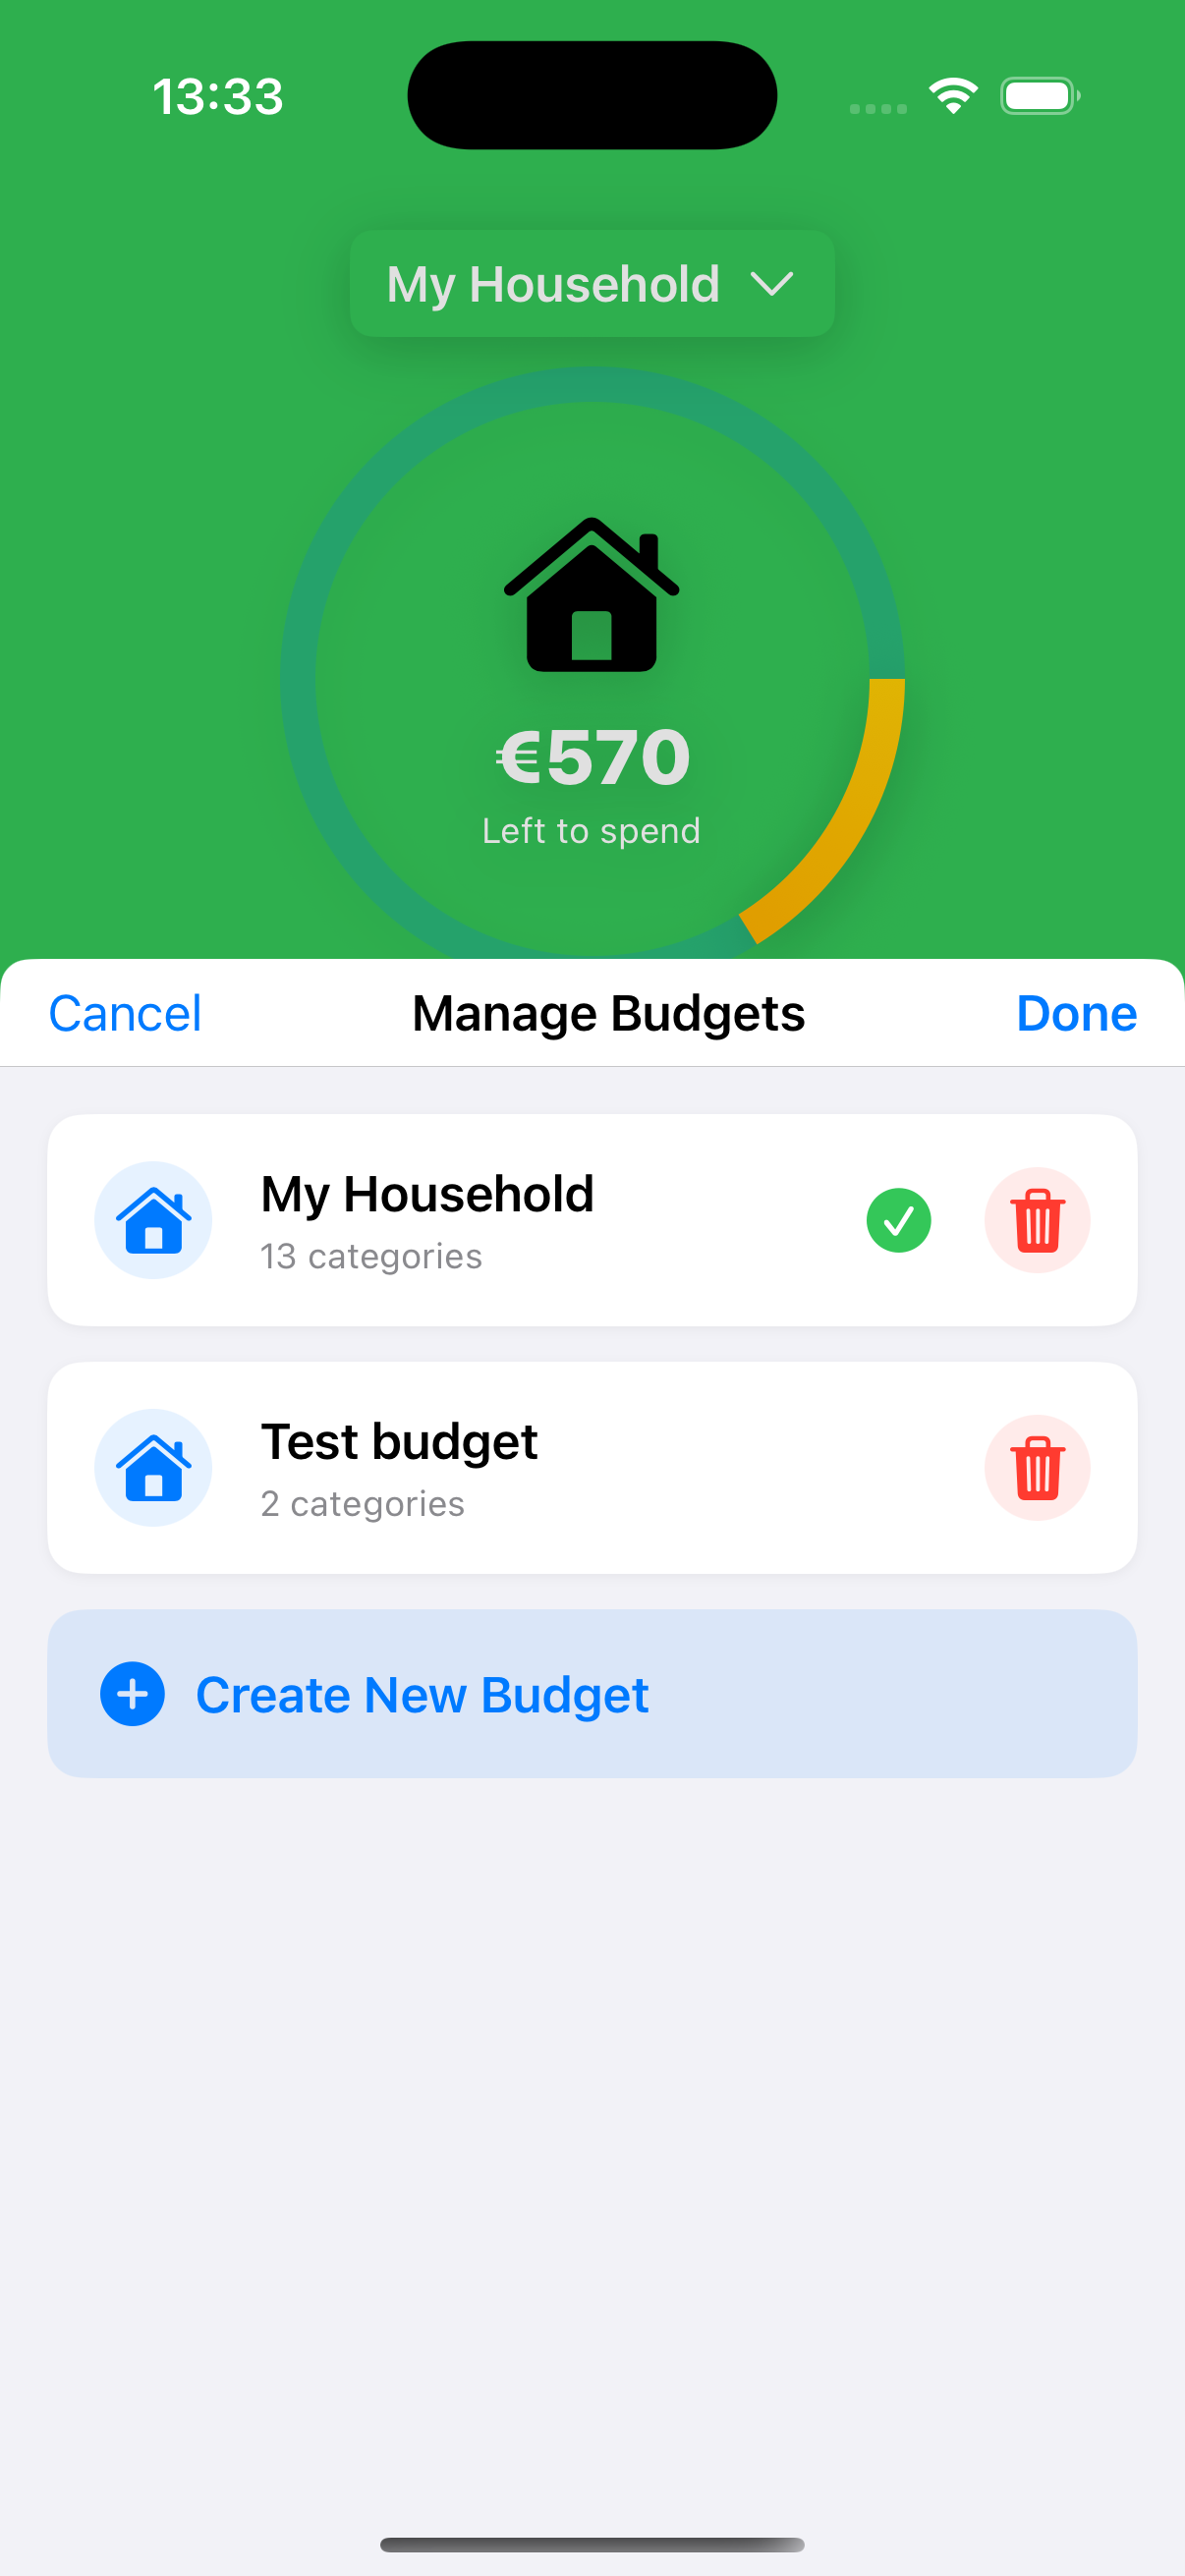 13:33
My Household
€570
Left to spend
Cancel Manage Budgets Done
My Household
13 categories
Test budget
2 categories
Create New Budget